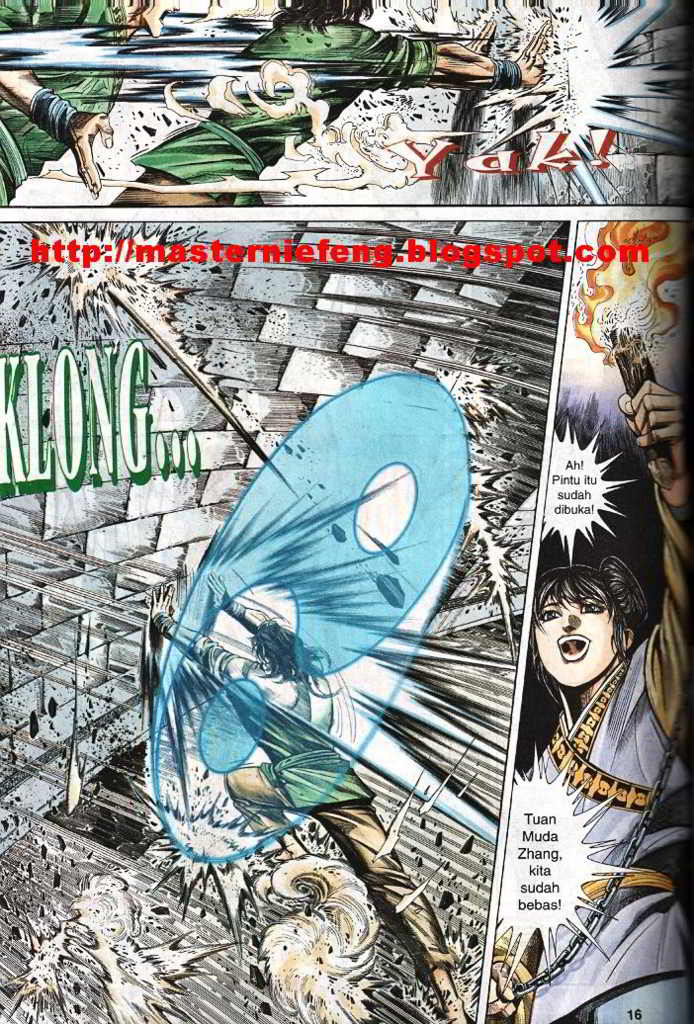 Yak!
http://masterniefeng.blogspot.com
KLONG...
Ah!
Pintu itu
sudah
dibuka!
Tuan
Muda
Zhang,
kita
sudah
bebas!
16